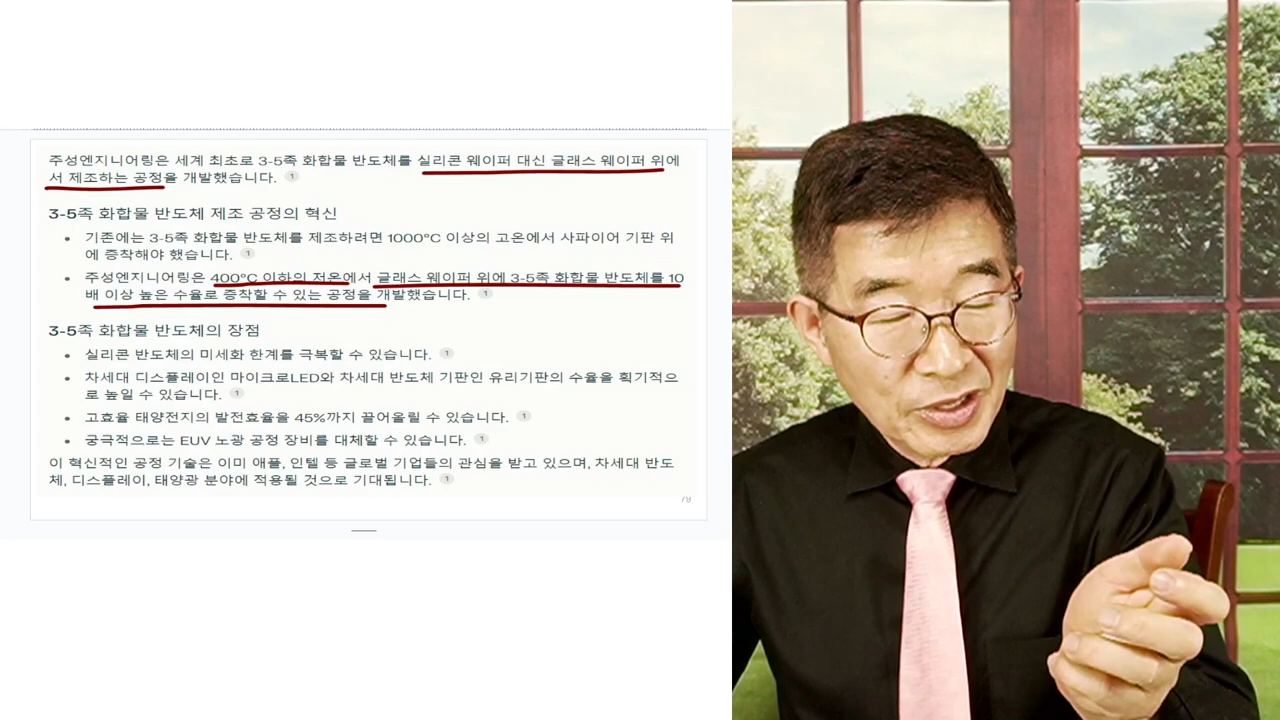 주성엔지니어링은 세계 최초로 3-5족 화합물 반도체를 실리콘 웨이퍼 대신 글래스 웨이퍼 위에
서 제조하는 공정을 개발했습니다. 1
3-5족 화합물 반도체 제조 공정의 혁신
• 기존에는 3-5족 화합물 반도체를 제조하려면 1000°C 이상의 고온에서 사파이어 기판 위
에 증착해야 했습니다. 1
• 주성엔지니어링은 400°C 이하의 저온에서 글래스 웨이퍼 위에 3-5족 화합물 반도체를 10
배 이상 높은 수율로 증착할 수 있는 공정을 개발했습니다. 1
3-5족 화합물 반도체의 장점
• 실리콘 반도체의 미세화 한계를 극복할 수 있습니다. 1
• 차세대 디스플레이인 마이크로LED와 차세대 반도체 기판인 유리기판의 수율을 획기적으
로 높일 수 있습니다. 1
• 고효율 태양전지의 발전효율을 45%까지 끌어올릴 수 있습니다. 1
• 궁극적으로는 EUV 노광 공정 장비를 대체할 수 있습니다. 1
이 혁신적인 공정 기술은 이미 애플, 인텔 등 글로벌 기업들의 관심을 받고 있으며, 차세대 반도
체, 디스플레이, 태양광 분야에 적용될 것으로 기대됩니다. 1